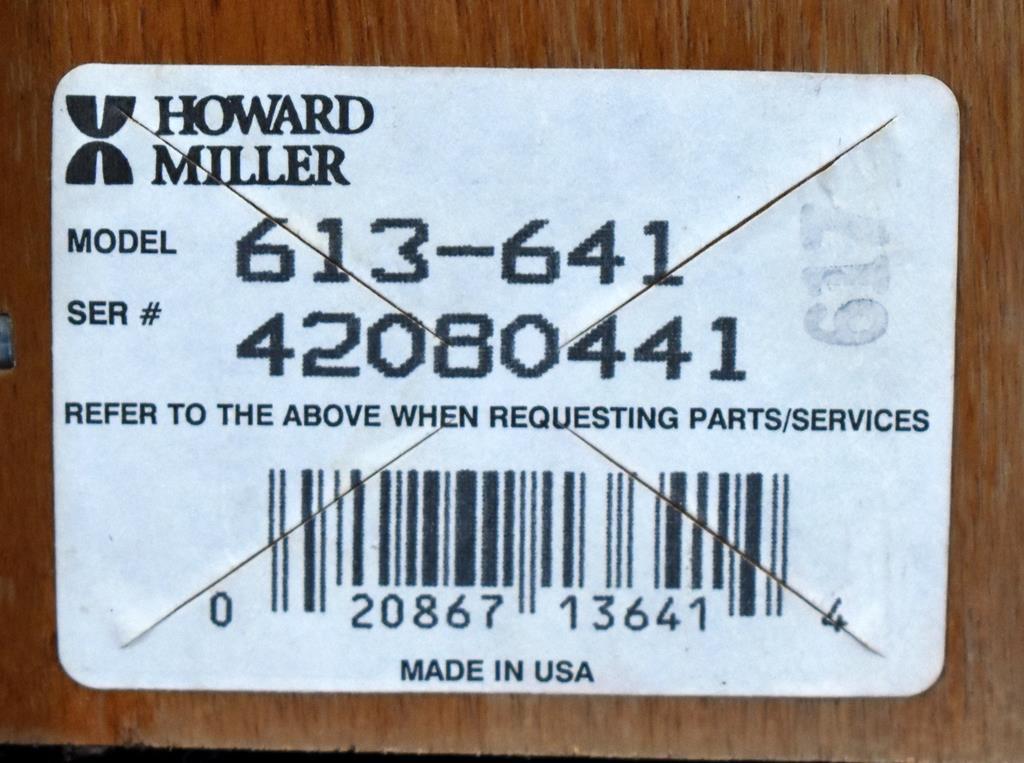 HOWARD
MILLER
MODEL 613-641
SER # 42080441
REFER TO THE ABOVE WHEN REQUESTING PARTS/SERVICES
0 20867 13641 4
MADE IN USA